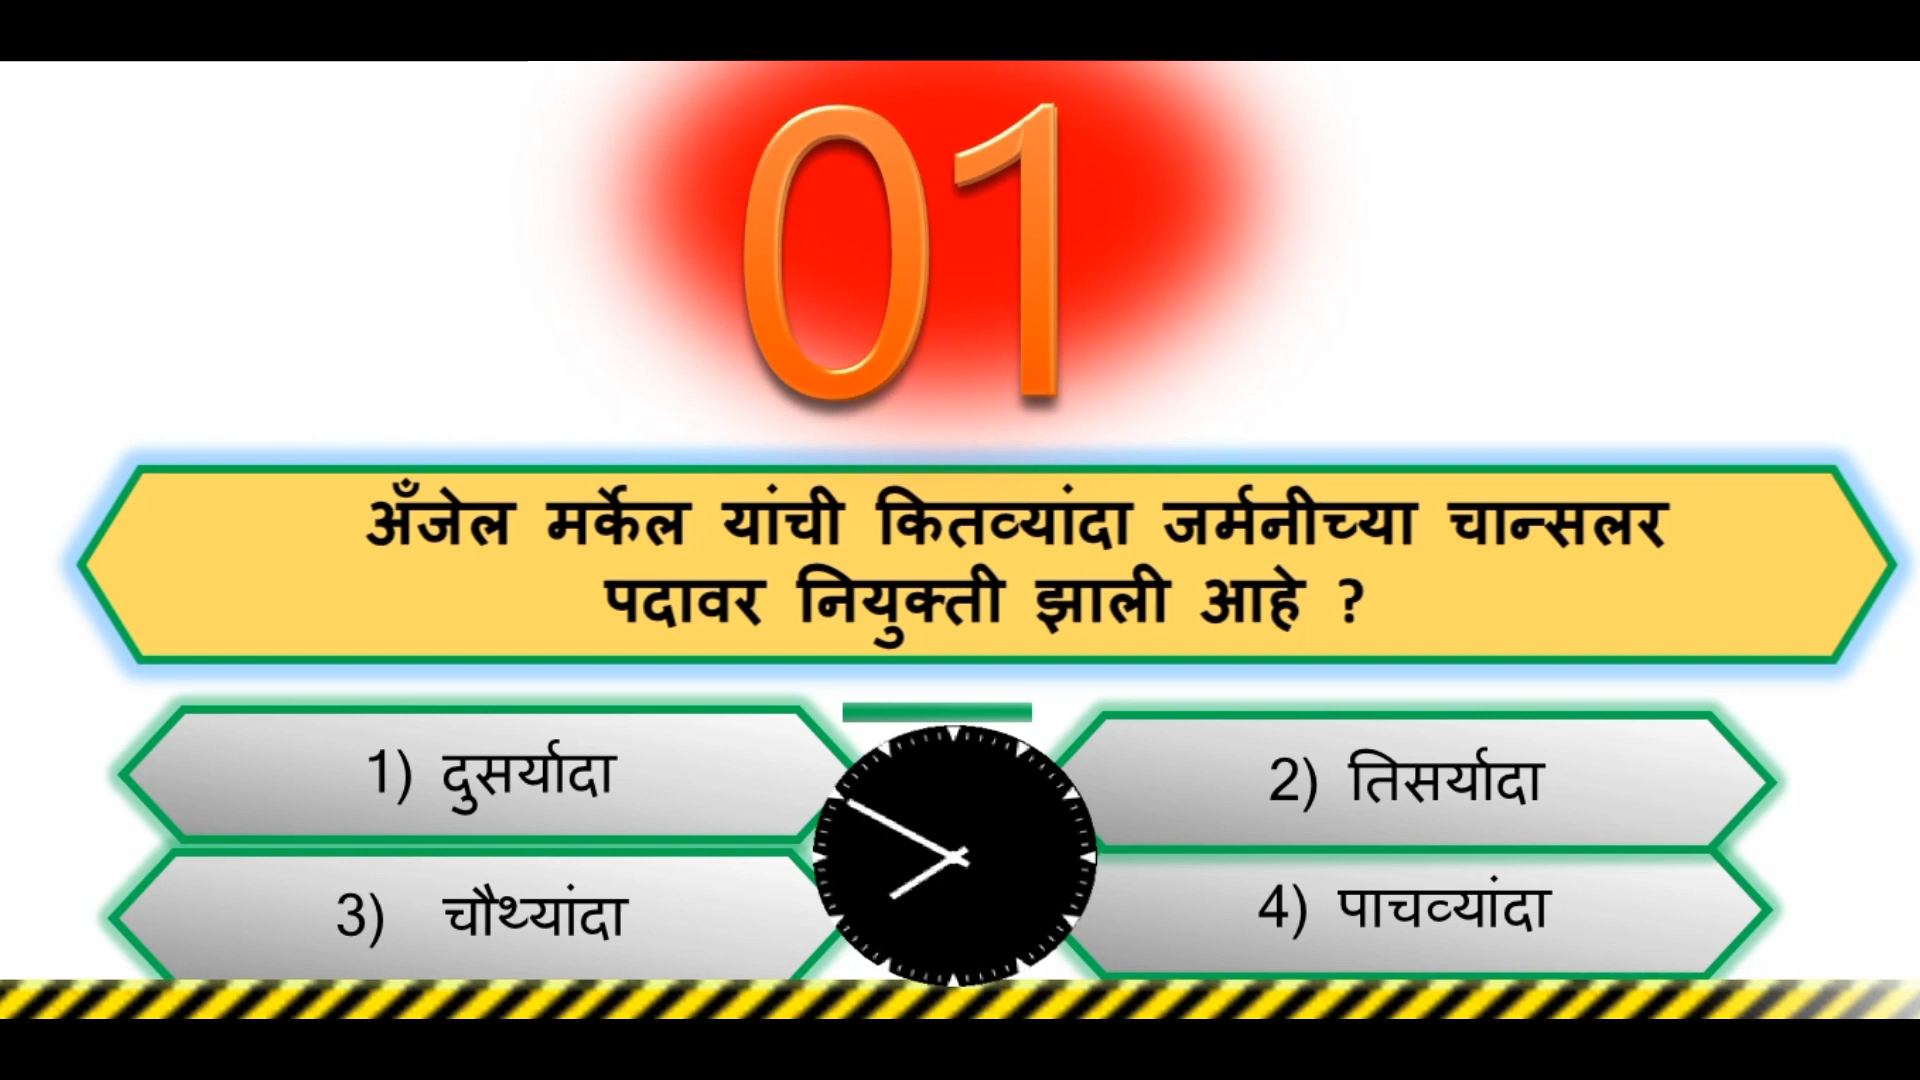 01
अँजेल मर्केल यांची कितव्यांदा जर्मनीच्या चान्सलर
पदावर नियुक्ती झाली आहे ?
1) दुसर्यादा
2) तिसर्यादा
3) चौथ्यांदा
4) पाचव्यांदा